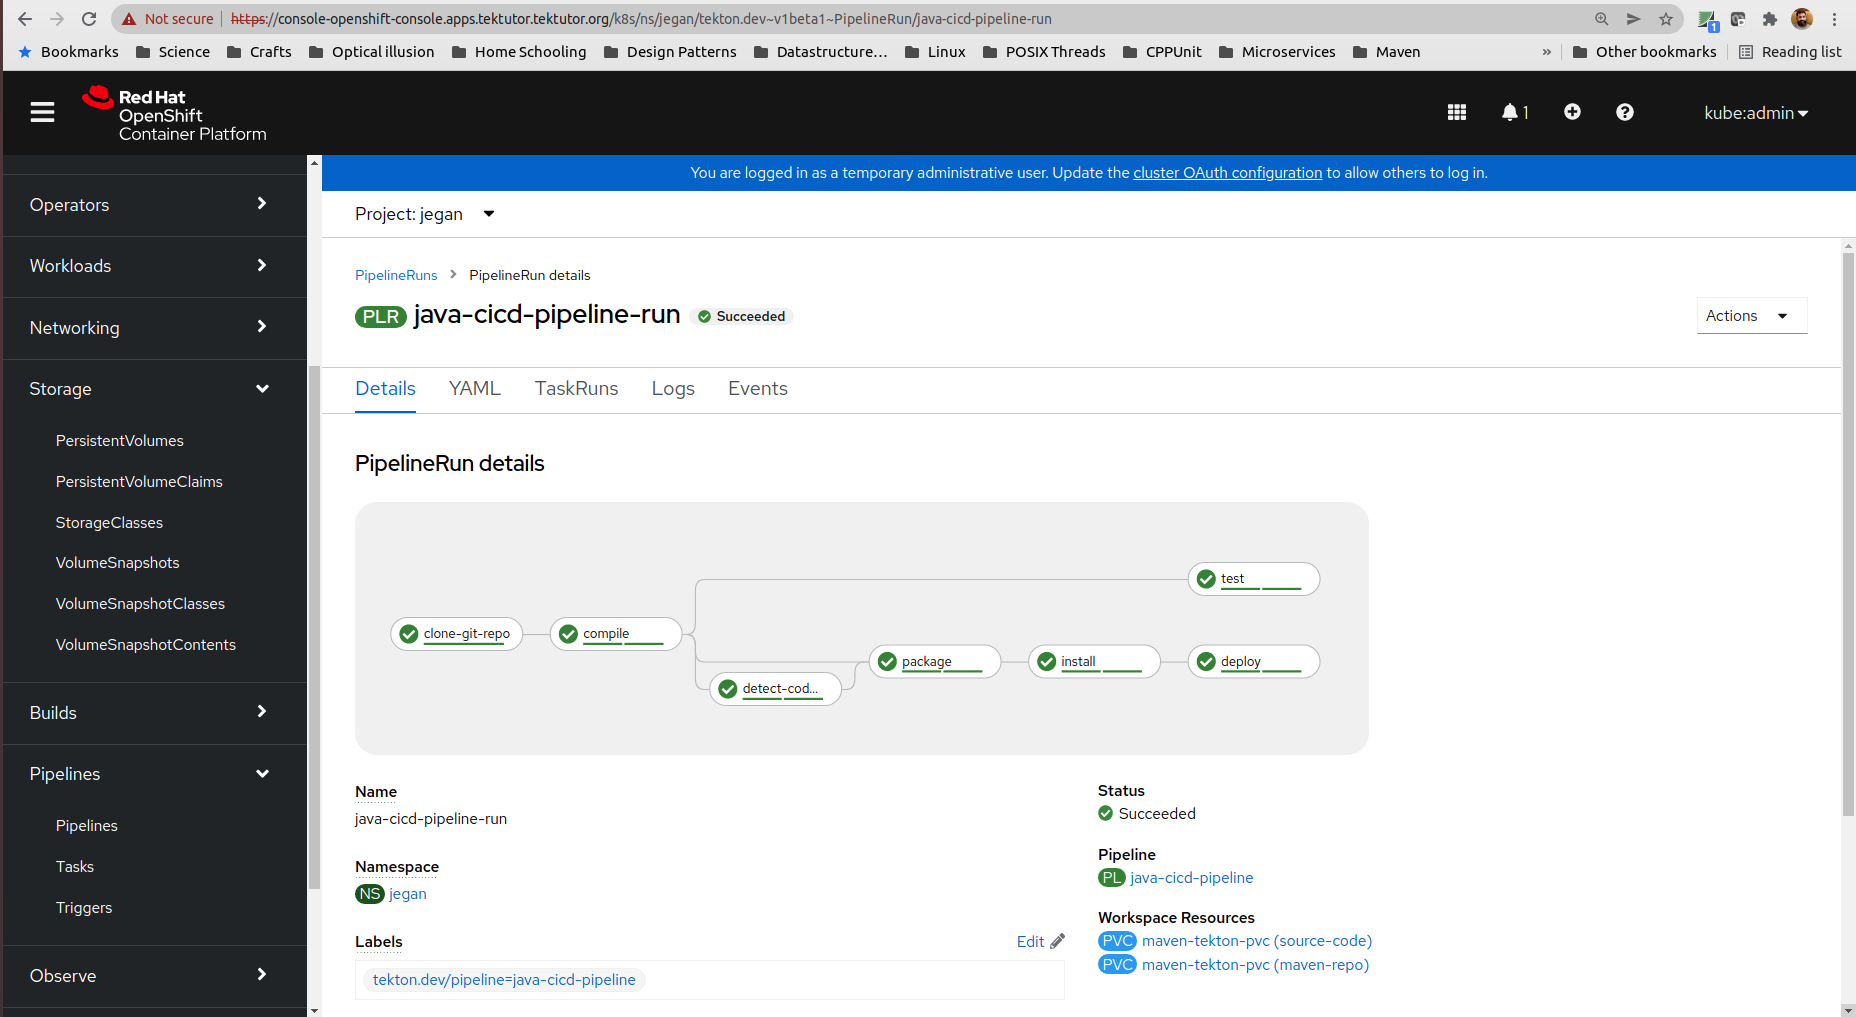 Not secure | https://console-openshift-console.apps.tektutor.tektutor.org/k8s/ns/jegan/tekton.dev~v1beta1~PipelineRun/java-cicd-pipeline-run
1
Bookmarks Science Crafts Optical illusion Home Schooling Design Patterns Datastructure... Linux POSIX Threads CPPUnit Microservices Maven » Other bookmarks Reading list
Red Hat
OpenShift
Container Platform
1
kube:admin
You are logged in as a temporary administrative user. Update the cluster OAuth configuration to allow others to log in.
Operators
Workloads
Networking
Storage
PersistentVolumes
PersistentVolumeClaims
StorageClasses
VolumeSnapshots
VolumeSnapshotClasses
VolumeSnapshotContents
Builds
Pipelines
Pipelines
Tasks
Triggers
Observe
Project: jegan
PipelineRuns > PipelineRun details
PLR java-cicd-pipeline-run Succeeded
Actions
Details YAML TaskRuns Logs Events
PipelineRun details
test
clone-git-repo compile
package install deploy
detect-cod...
Name
java-cicd-pipeline-run
Namespace
NS jegan
Labels
Edit
tekton.dev/pipeline=java-cicd-pipeline
Status
Succeeded
Pipeline
PL java-cicd-pipeline
Workspace Resources
PVC maven-tekton-pvc (source-code)
PVC maven-tekton-pvc (maven-repo)